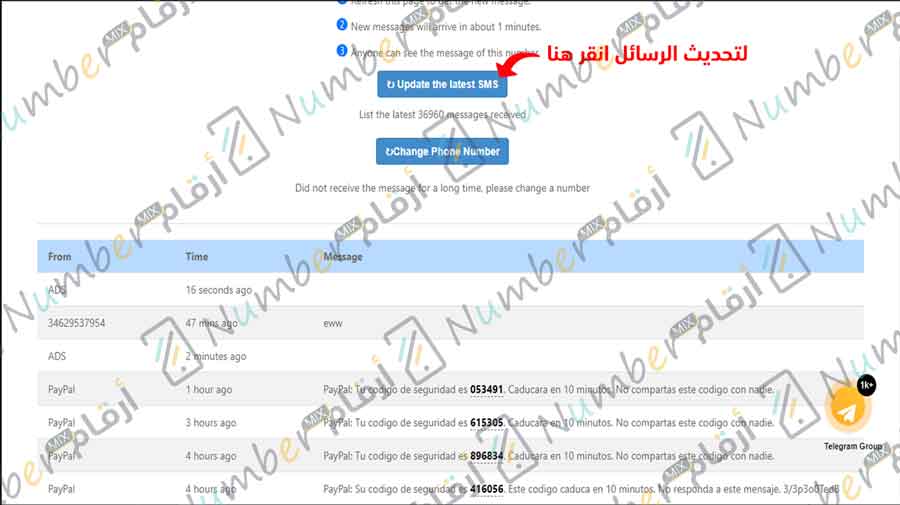 Refresh this page to get the new message.
2 New messages will arrive in about 1 minutes.
3 Anyone can see the message of this number.
لتحديث الرسائل انقر هنا
↻ Update the latest SMS
List the latest 36960 messages received
↻Change Phone Number
Did not receive the message for a long time, please change a number
From Time Message
ADS 16 seconds ago
34629537954 47 mins ago eww
ADS 2 minutes ago
PayPal 1 hour ago PayPal: Tu codigo de seguridad es 053491. Caducara en 10 minutos. No compartas este codigo con nadie.
1k+
PayPal 3 hours ago PayPal: Tu codigo de seguridad es 615305. Caducara en 10 minutos. No compartas este codigo con nadie.
Telegram Group
PayPal 4 hours ago PayPal: Tu codigo de seguridad es 896834. Caducara en 10 minutos. No compartas este codigo con nadie.
PayPal 4 hours ago PayPal: Su codigo de seguridad es 416056. Este codigo caduca en 10 minutos. No responda a este mensaje.
Number MIX أرقام